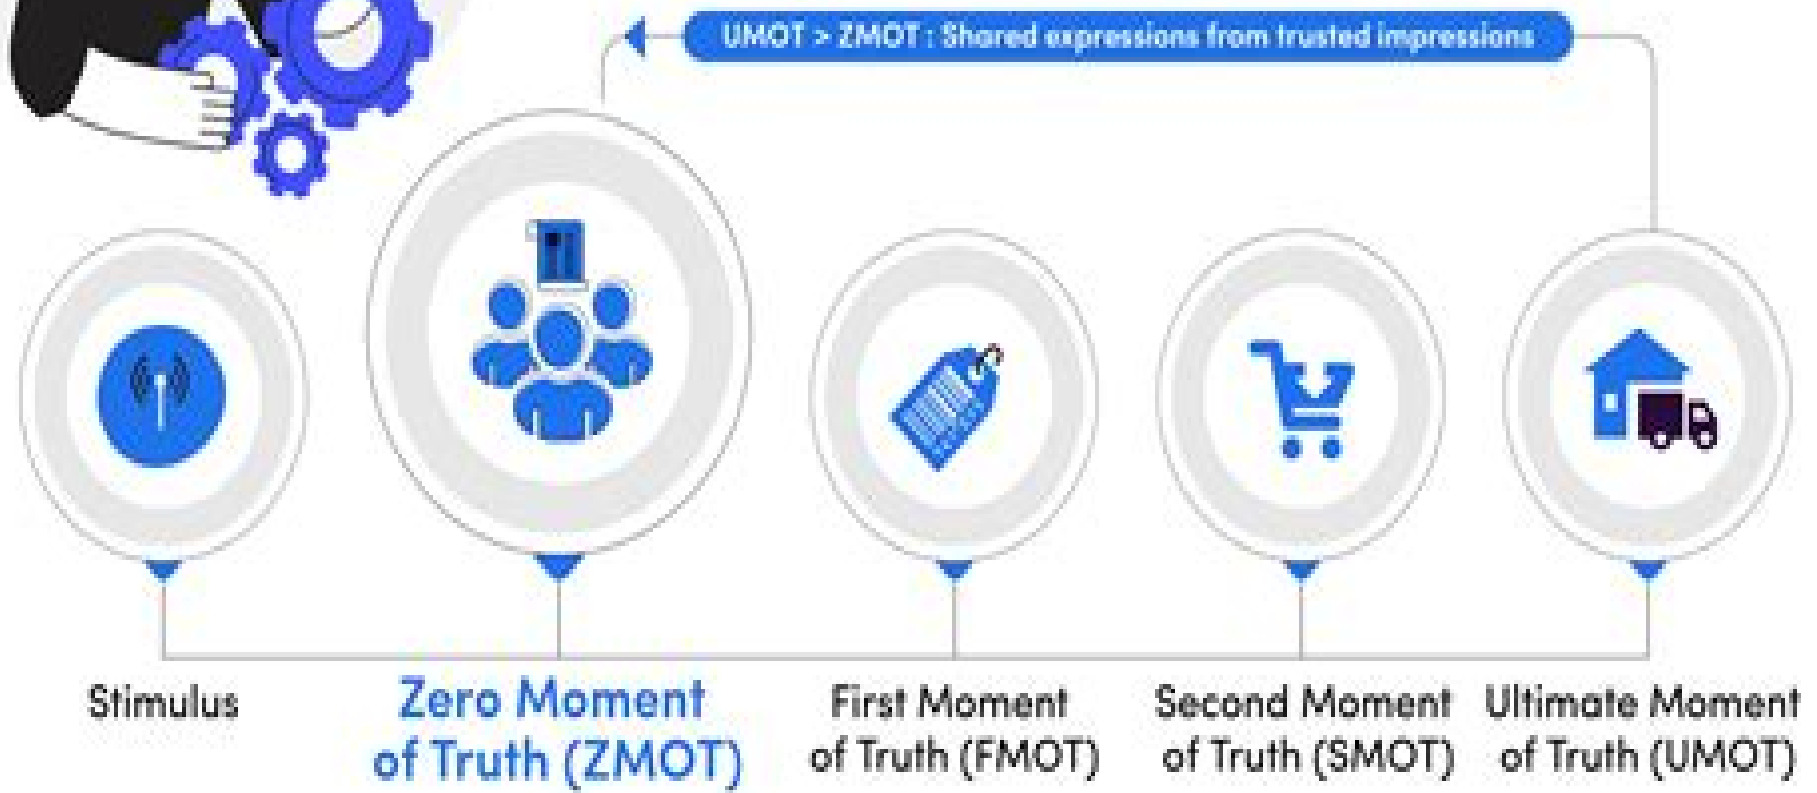 UMOT > ZMOT : Shared expressions from trusted impressions
Stimulus
Zero Moment
of Truth (ZMOT)
First Moment
of Truth (FMOT)
Second Moment
of Truth (SMOT)
Ultimate Moment
of Truth (UMOT)